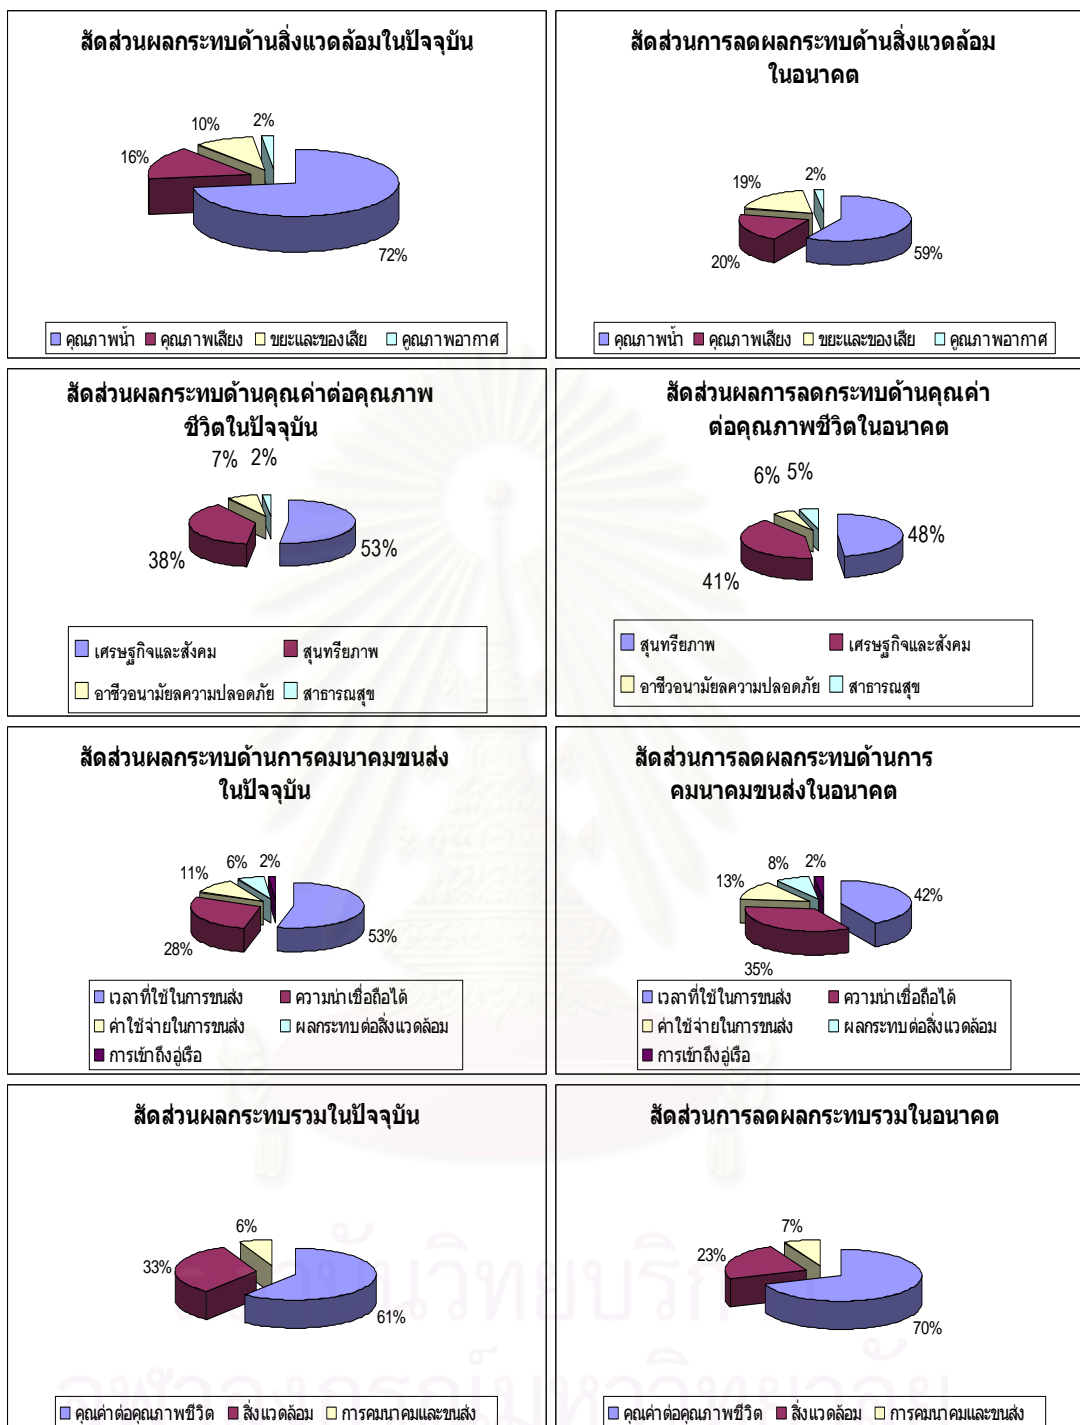 สัดส่วนผลกระทบด้านสิ่งแวดล้อมในปัจจุบัน
10%
2%
16%
72%
คุณภาพน้ำ คุณภาพเสียง ขยะและของเสีย คูณภาพอากาศ
สัดส่วนการลดผลกระทบด้านสิ่งแวดล้อม
ในอนาคต
19%
2%
20%
59%
คุณภาพน้ำ คุณภาพเสียง ขยะและของเสีย คูณภาพอากาศ
สัดส่วนผลกระทบด้านคุณค่าต่อคุณภาพ
ชีวิตในปัจจุบัน
7%
2%
38%
53%
เศรษฐกิจและสังคม สุนทรียภาพ
อาชีวอนามัยลความปลอดภัย สาธารณสุข
สัดส่วนผลการลดกระทบด้านคุณค่า
ต่อคุณภาพชีวิตในอนาคต
6%
5%
48%
41%
สุนทรียภาพ เศรษฐกิจและสังคม
อาชีวอนามัยลความปลอดภัย สาธารณสุข
สัดส่วนผลกระทบด้านการคมนาคมขนส่ง
ในปัจจุบัน
11%
6%
2%
28%
53%
เวลาที่ใช้ในการขนส่ง ความน่าเชื่อถือได้
ค่าใช้จ่ายในการขนส่ง ผลกระทบต่อสิ่งแวดล้อม
การเข้าถึงอู่เรือ
สัดส่วนการลดผลกระทบด้านการ
คมนาคมขนส่งในอนาคต
13%
8%
2%
42%
35%
เวลาที่ใช้ในการขนส่ง ความน่าเชื่อถือได้
ค่าใช้จ่ายในการขนส่ง ผลกระทบต่อสิ่งแวดล้อม
การเข้าถึงอู่เรือ
สัดส่วนผลกระทบรวมในปัจจุบัน
6%
33%
61%
คุณค่าต่อคุณภาพชีวิต สิ่งแวดล้อม การคมนาคมและขนส่ง
สัดส่วนการลดผลกระทบรวมในอนาคต
7%
23%
70%
คุณค่าต่อคุณภาพชีวิต สิ่งแวดล้อม การคมนาคมและขนส่ง
สถาบันวิทยบริการ
จุฬาลงกรณ์มหาวิทยาลัย